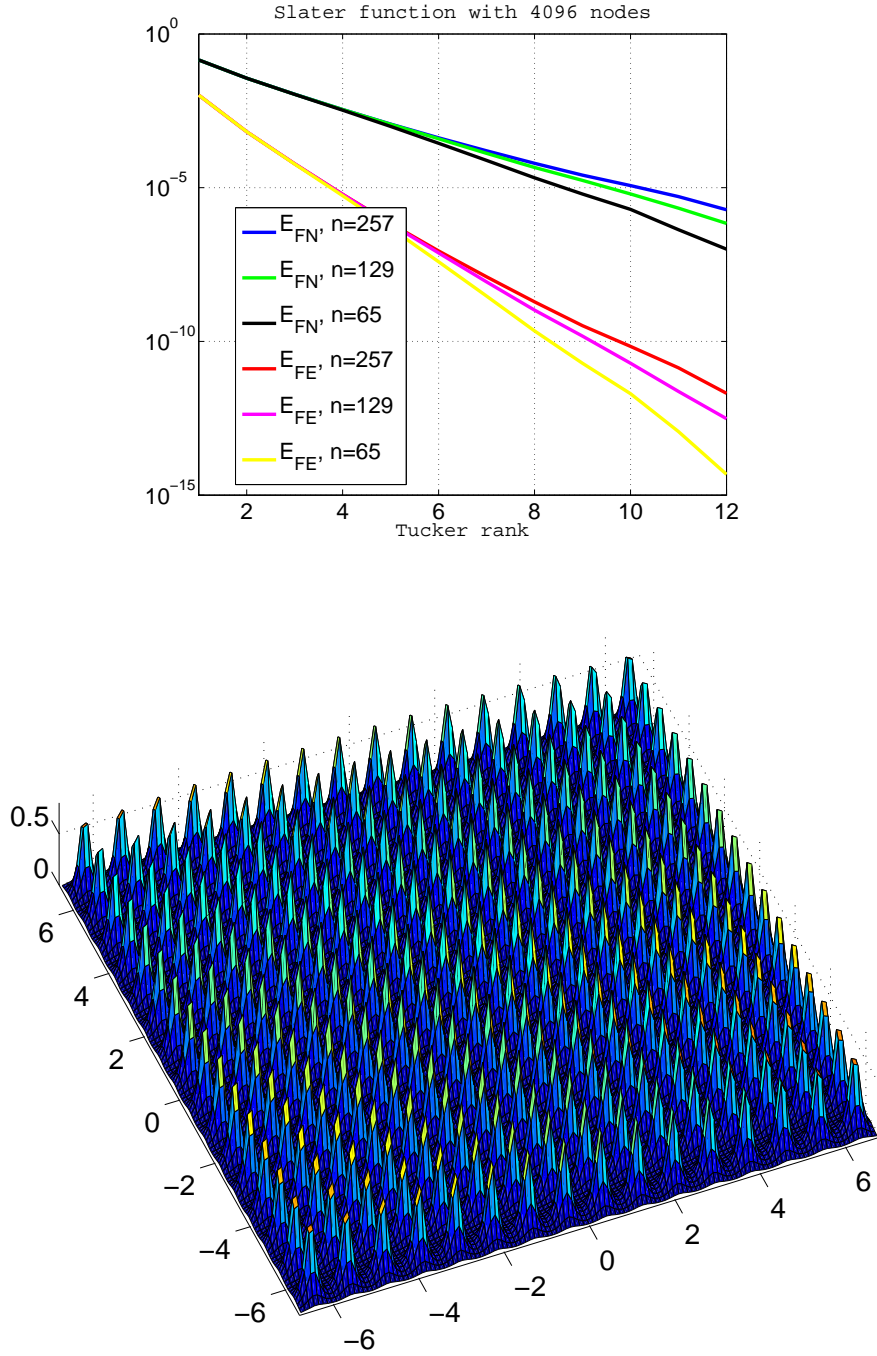 Slater function with 4096 nodes
10^0
10^−5
10^−10
10^−15
E_FN, n=257
E_FN, n=129
E_FN, n=65
E_FE, n=257
E_FE, n=129
E_FE, n=65
2 4 6 8 10 12
Tucker rank
0.5
0
6
4
2
0
−2
−4
−6
−6
−4
−2
0
2
4
6